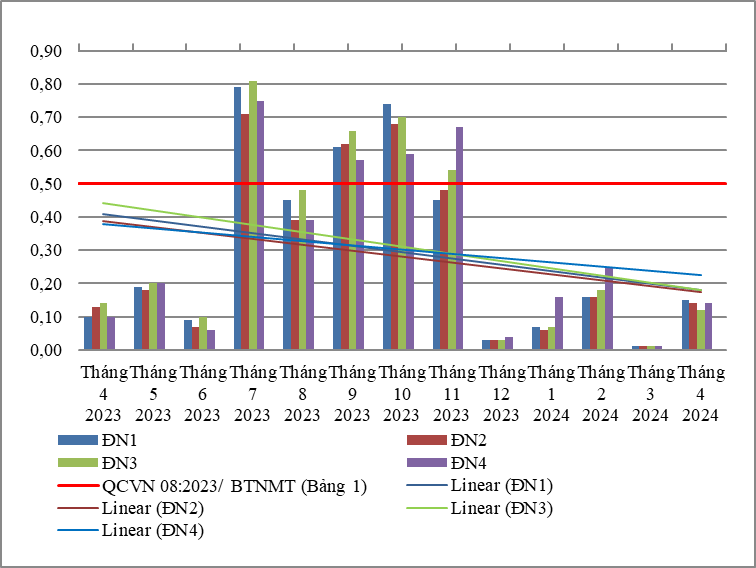 0,90
0,80
0,70
0,60
0,50
0,40
0,30
0,20
0,10
0,00
Tháng Tháng Tháng Tháng Tháng Tháng Tháng Tháng Tháng Tháng Tháng Tháng Tháng
4 5 6 7 8 9 10 11 12 1 2 3 4
2023 2023 2023 2023 2023 2023 2023 2023 2023 2024 2024 2024 2024
ĐN1 ĐN2
ĐN3 ĐN4
QCVN 08:2023/ BTNMT (Bảng 1) Linear (ĐN1)
Linear (ĐN2) Linear (ĐN3)
Linear (ĐN4)